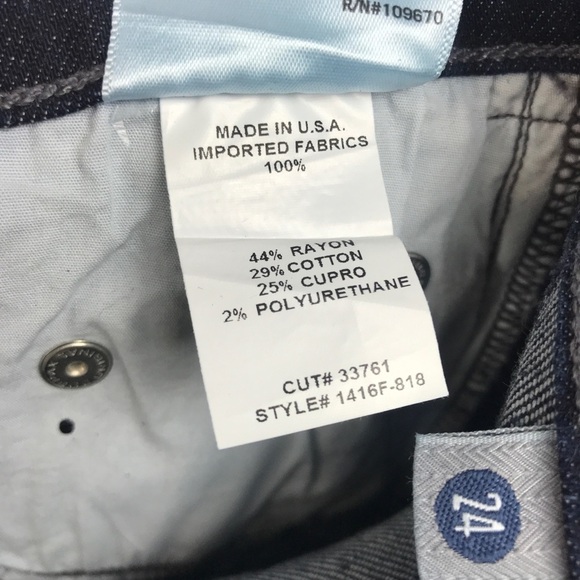 R/N#109670
MADE IN U.S.A.
IMPORTED FABRICS
100%
44% RAYON
29% COTTON
25% CUPRO
2% POLYURETHANE
CUT# 33761
STYLE# 1416F-818
24